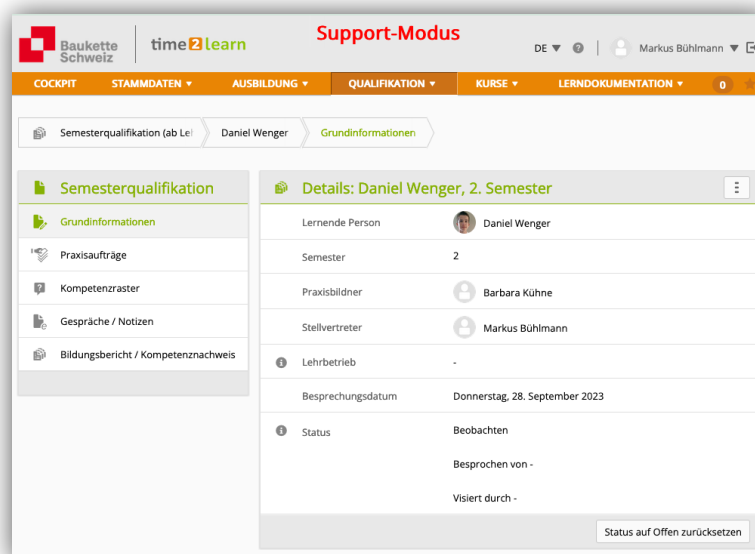 Baukette
Schweiz
time2learn
Support-Modus
DE
Markus Bühlmann
COCKPIT STAMMDATEN AUSBILDUNG QUALIFIKATION KURSE LERNDOKUMENTATION 0
Semesterqualifikation (ab Le
Daniel Wenger
Grundinformationen
Semesterqualifikation
Grundinformationen
Praxisaufträge
Kompetenzraster
Gespräche / Notizen
Bildungsbericht / Kompetenznachweis
Details: Daniel Wenger, 2. Semester
Lernende Person Daniel Wenger
Semester 2
Praxisbildner Barbara Kühne
Stellvertreter Markus Bühlmann
Lehrbetrieb -
Besprechungsdatum Donnerstag, 28. September 2023
Status Beobachten
Besprochen von -
Visiert durch -
Status auf Offen zurücksetzen